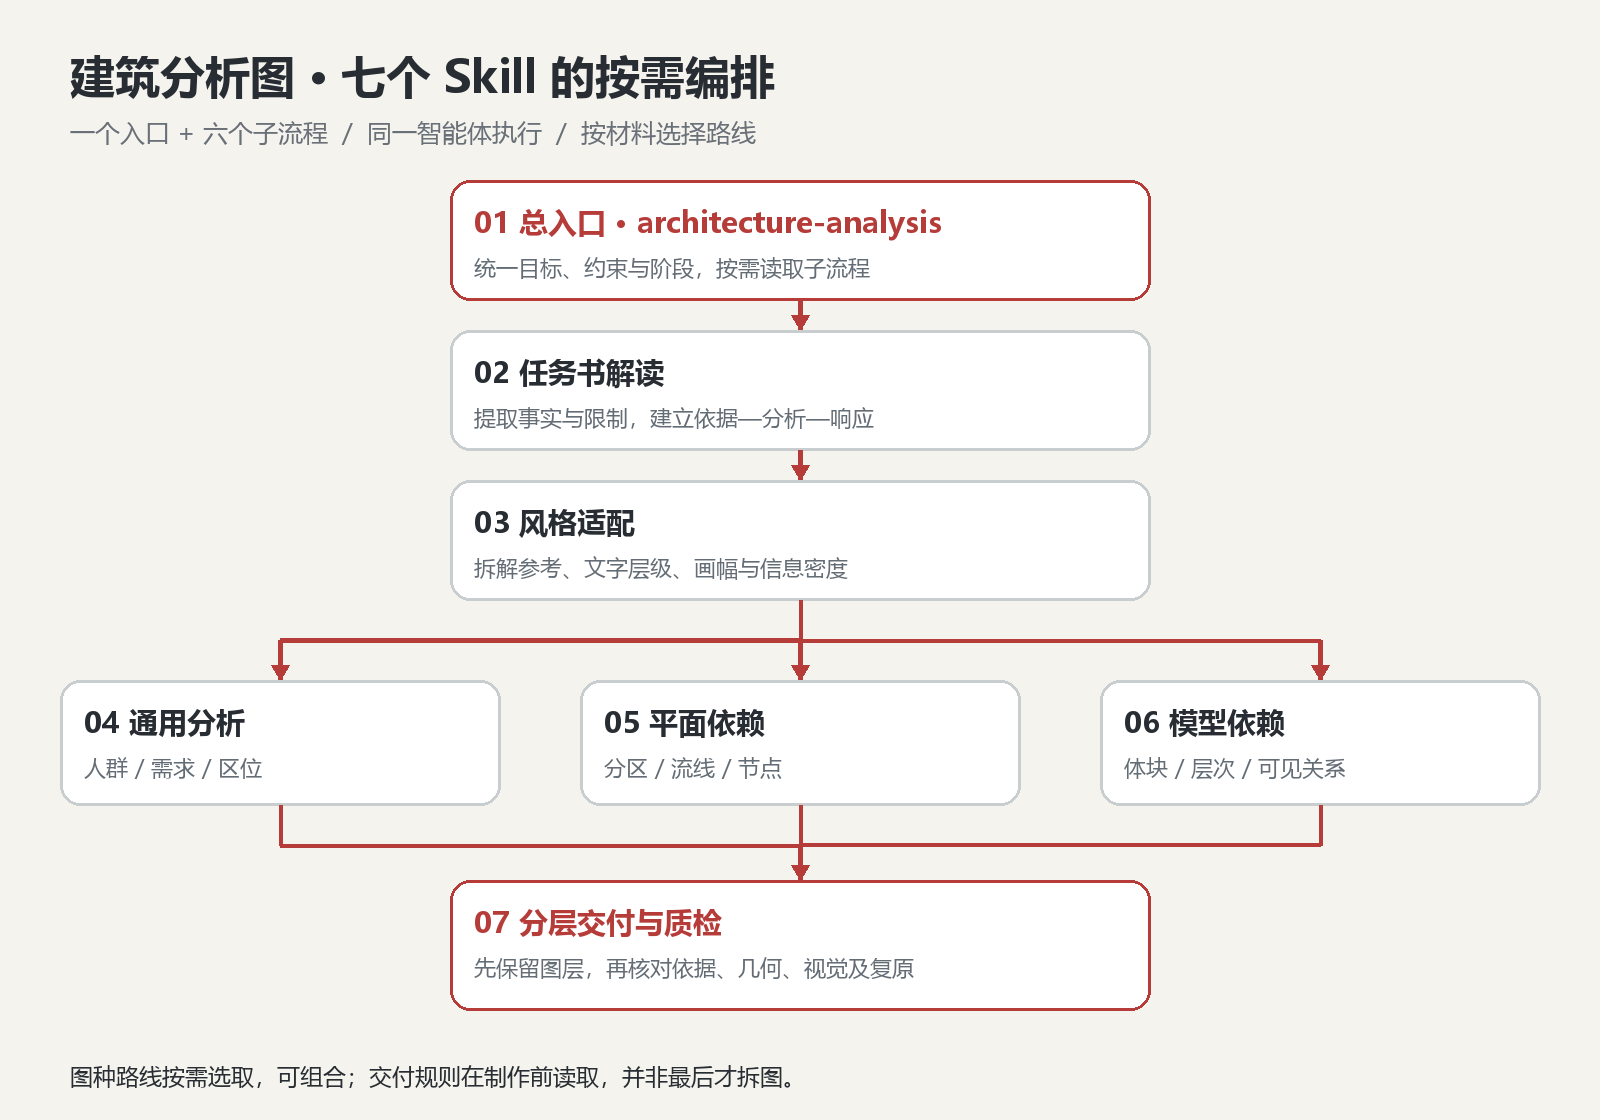 建筑分析图·七个 Skill 的按需编排
一个入口 + 六个子流程 / 同一智能体执行 / 按材料选择路线
01 总入口·architecture-analysis
统一目标、约束与阶段，按需读取子流程
02 任务书解读
提取事实与限制，建立依据—分析—响应
03 风格适配
拆解参考、文字层级、画幅与信息密度
04 通用分析
人群 / 需求 / 区位
05 平面依赖
分区 / 流线 / 节点
06 模型依赖
体块 / 层次 / 可见关系
07 分层交付与质检
先保留图层，再核对依据、几何、视觉及复原
图种路线按需选取，可组合；交付规则在制作前读取，并非最后才拆图。